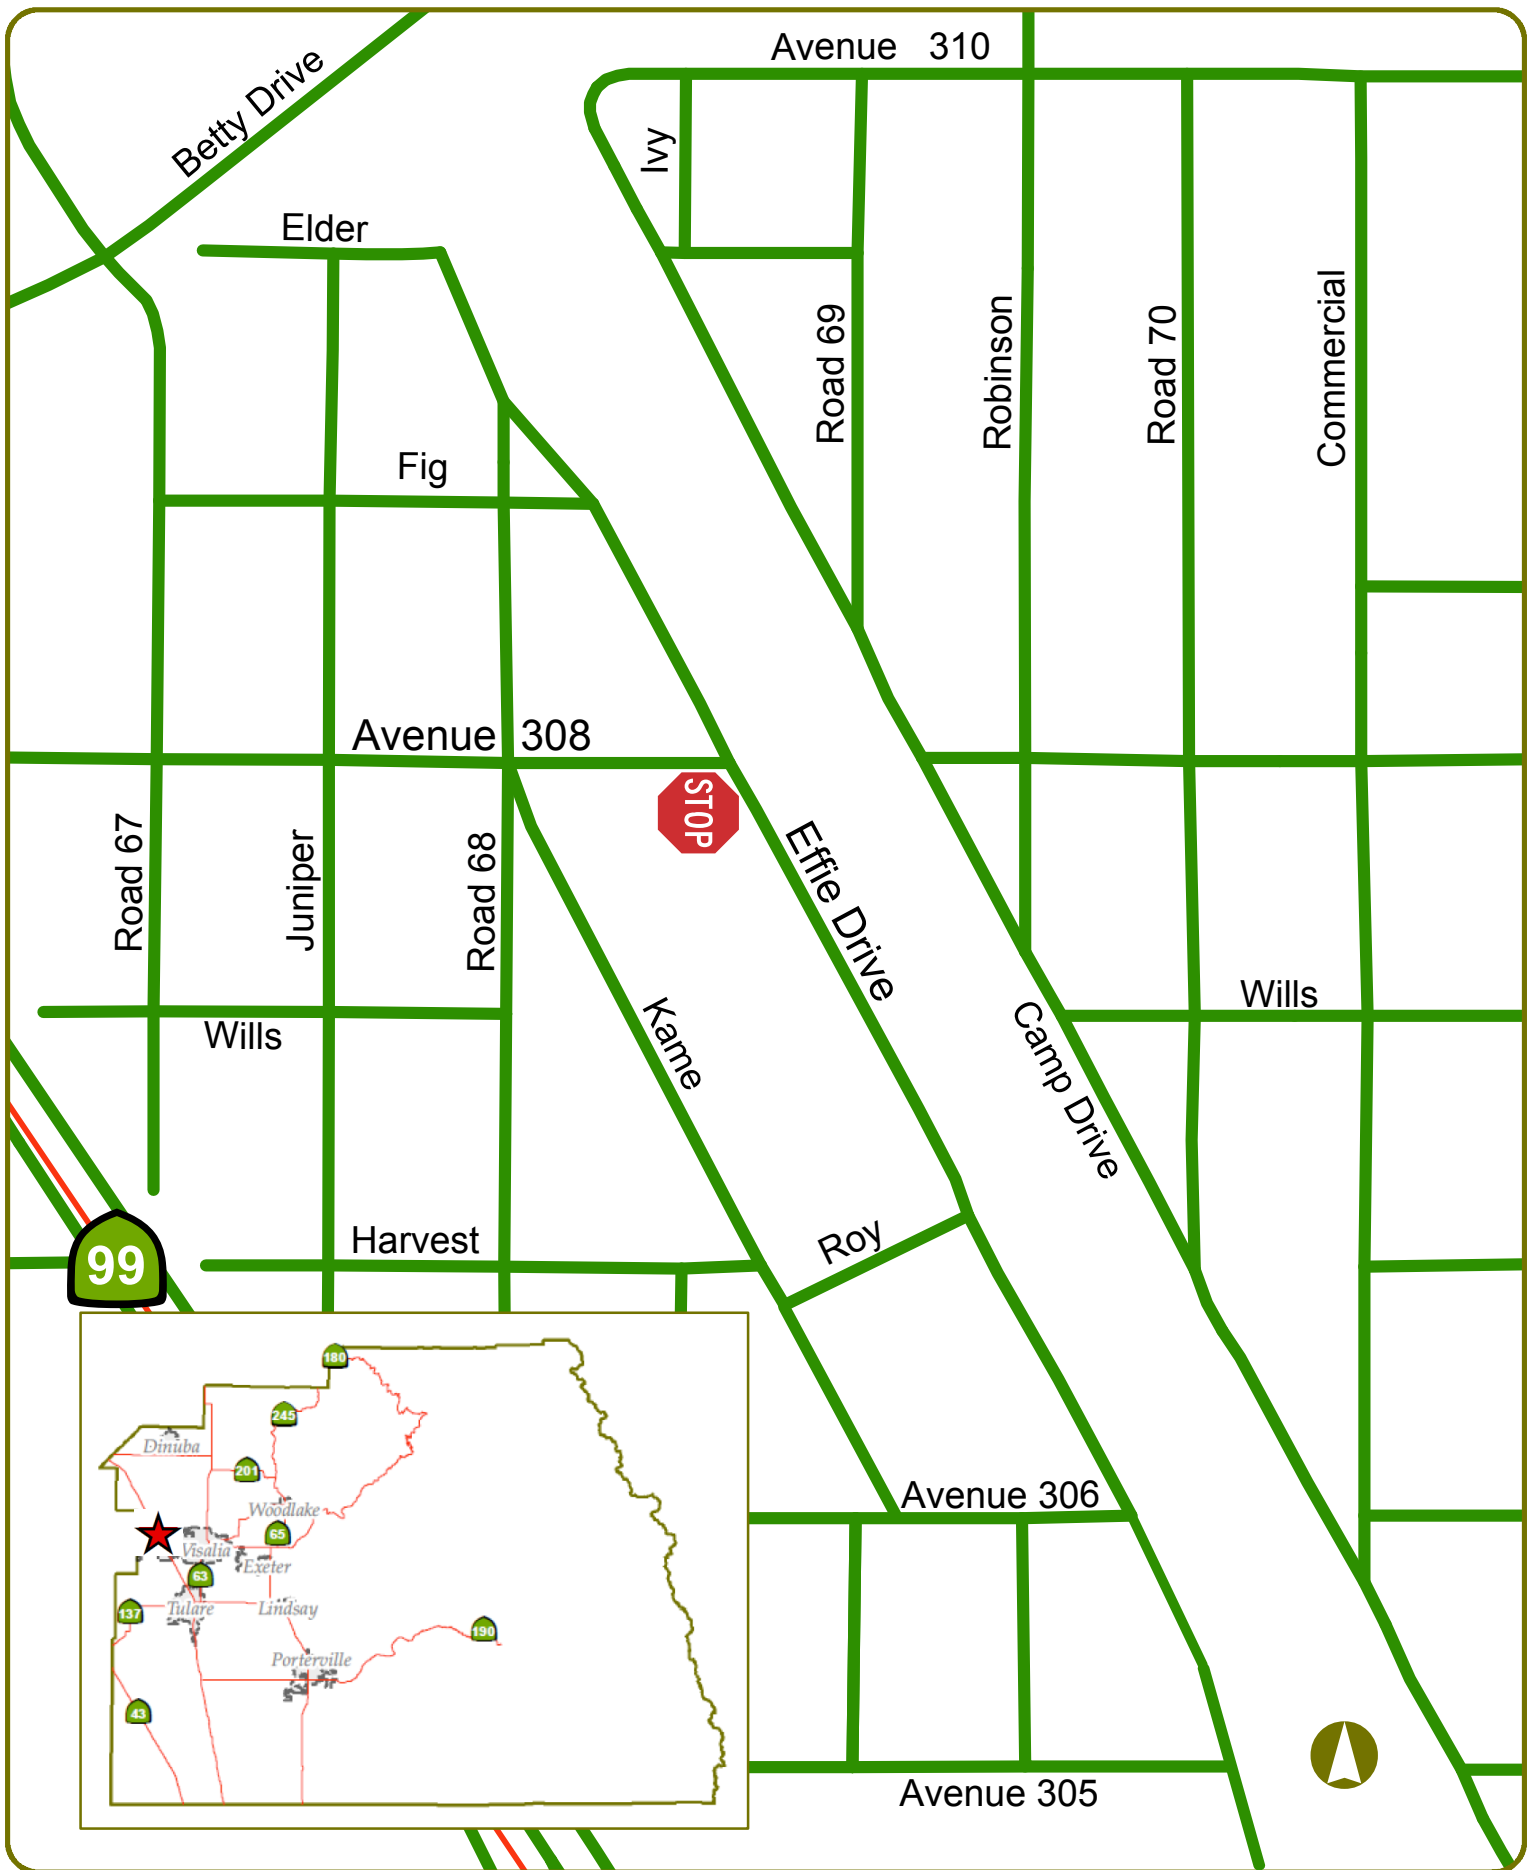 Avenue 310
Betty Drive
Ivy
Elder
Road 69
Robinson
Road 70
Commercial
Fig
Avenue 308
STOP
Road 67
Juniper
Road 68
Effie Drive
Kame
Camp Drive
Wills
Wills
Harvest
Roy
99
180
245
Dinuba
201
Woodlake
65
Visalia
Exeter
63
137
Tulare
Lindsay
190
Porterville
43
Avenue 306
Avenue 305